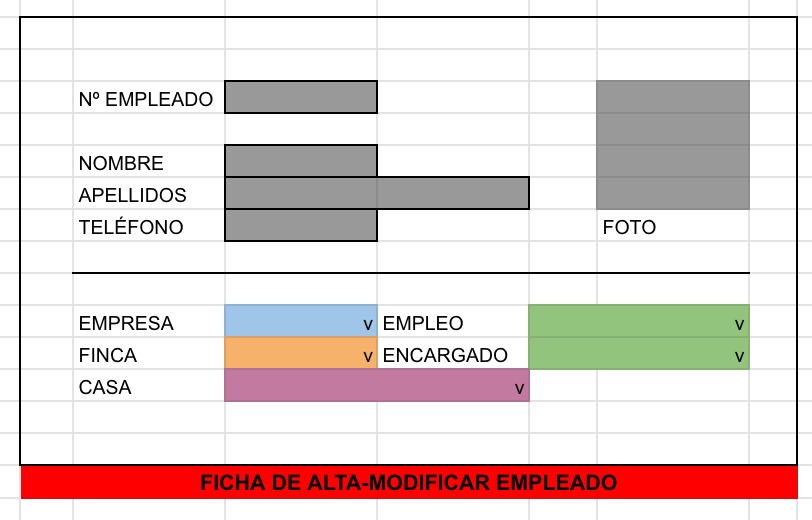 Nº EMPLEADO
NOMBRE
APELLIDOS
TELÉFONO
FOTO
EMPRESA v EMPLEO v
FINCA v ENCARGADO v
CASA v
FICHA DE ALTA-MODIFICAR EMPLEADO